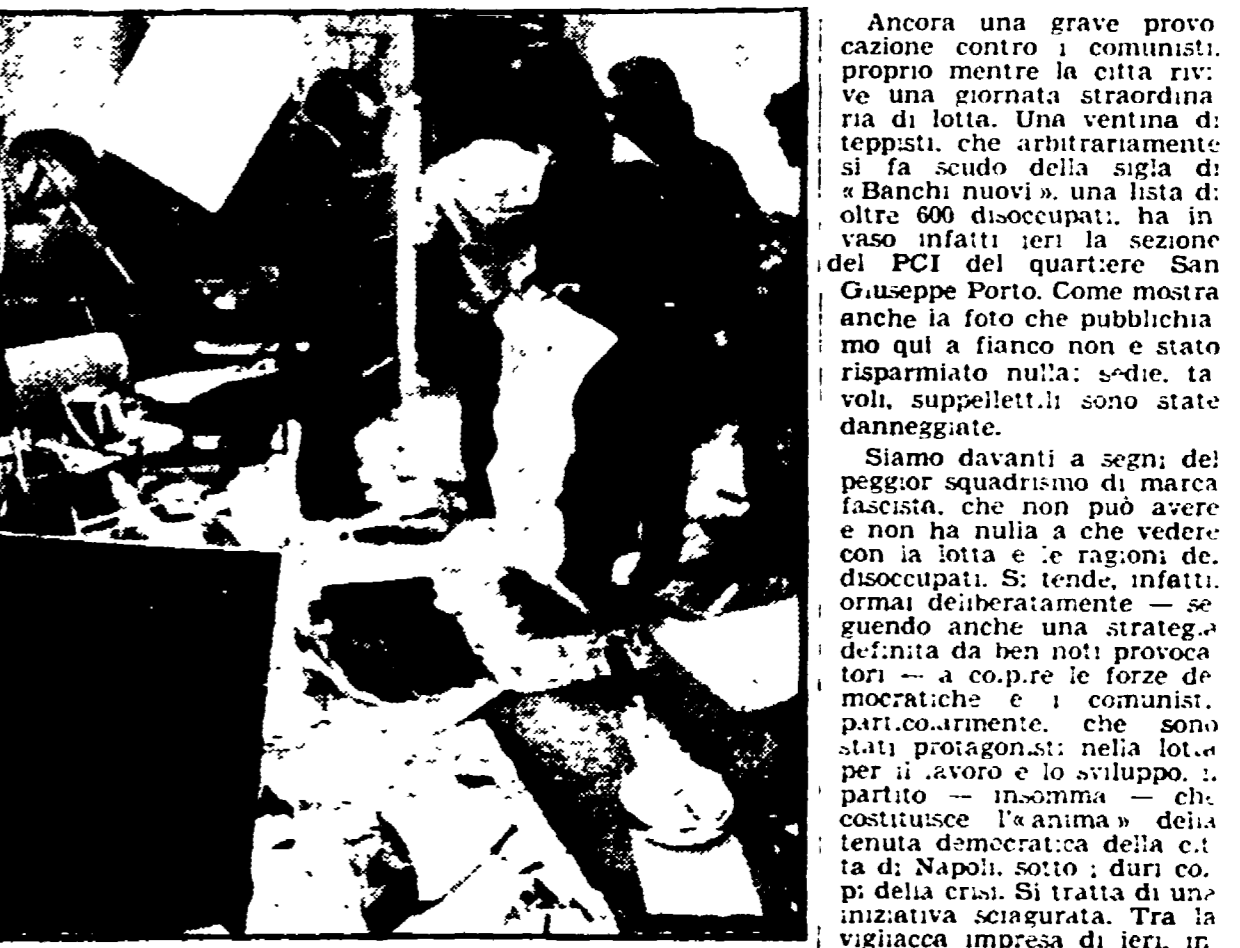 Ancora una grave provo
cazione contro i comunisti,
proprio mentre la citta rivi
ve una giornata straordina
ria di lotta. Una ventina di
teppisti, che arbitrariamente
si fa scudo della sigla di
« Banchi nuovi », una lista di
oltre 600 disoccupati, ha in
vaso infatti ieri la sezione
del PCI del quartiere San
Giuseppe Porto. Come mostra
anche la foto che pubblichia
mo qui a fianco non e stato
risparmiato nulla: sedie, ta
voli, suppellettili sono state
danneggiate.
Siamo davanti a segni del
peggior squadrismo di marca
fascista, che non può avere
e non ha nulla a che vedere
con la lotta e le ragioni dei
disoccupati. Si tende, infatti,
ormai deliberatamente — se
guendo anche una strategia
definita da ben noti provoca
tori — a colpire le forze de
mocratiche e i comunisti
particolarmente, che sono
stati protagonisti nella lotta
per il lavoro e lo sviluppo, il
partito — insomma — che
costituisce l'« anima » della
tenuta democratica della cit
ta di Napoli, sotto i duri col
pi della crisi. Si tratta di una
iniziativa sciagurata. Tra la
vigliacca impresa di ieri, in